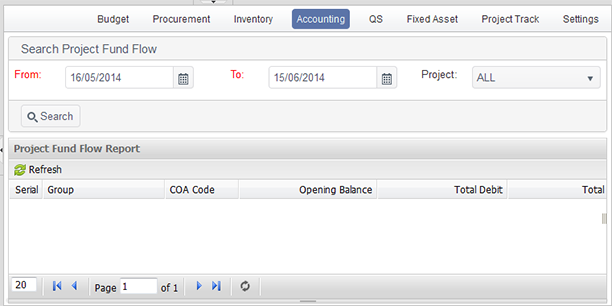 Budget Procurement Inventory Accounting QS Fixed Asset Project Track Settings
Search Project Fund Flow
From: 16/05/2014 To: 15/06/2014 Project: ALL
Search
Project Fund Flow Report
Refresh
Serial Group COA Code Opening Balance Total Debit Total
20 Page 1 of 1